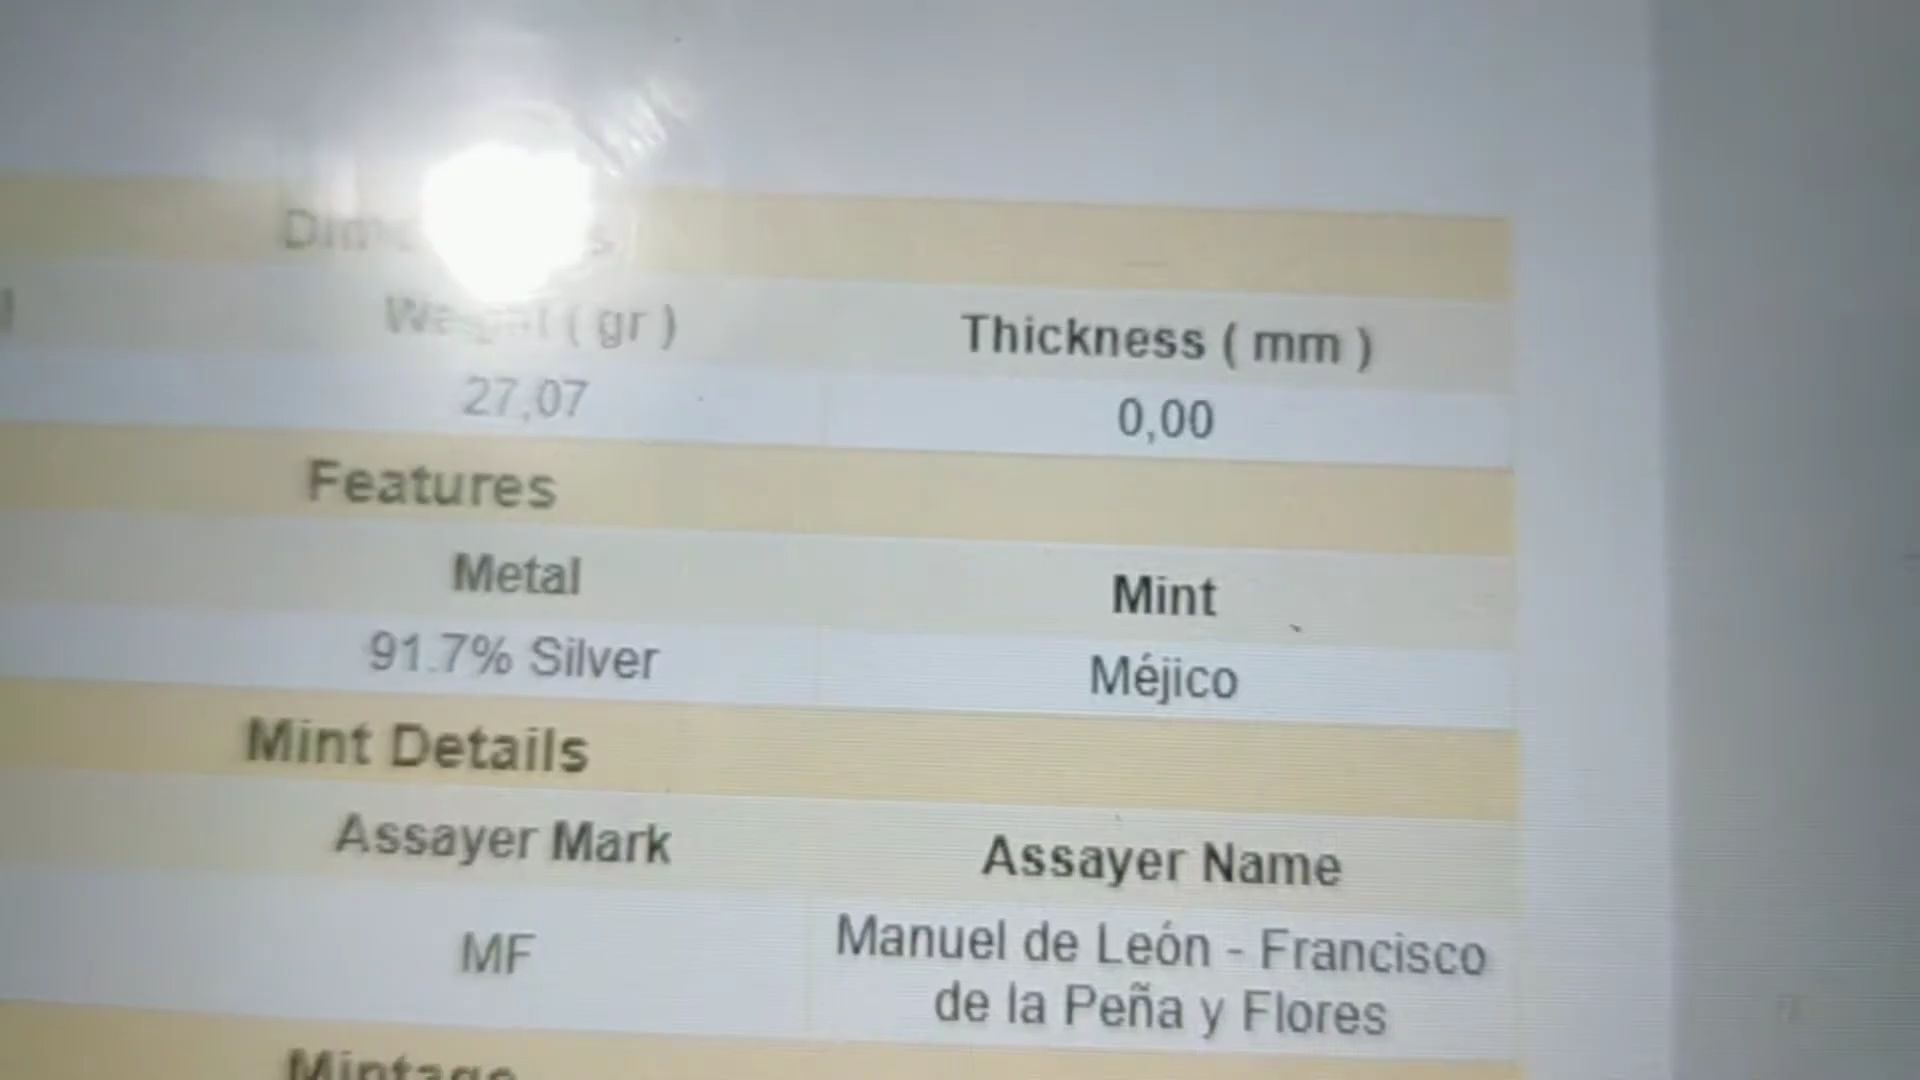 ( gr )
Thickness ( mm )
27,07
0,00
Features
Metal
Mint
91.7% Silver
Méjico
Mint Details
Assayer Mark
Assayer Name
MF
Manuel de León - Francisco
de la Peña y Flores
Mintage